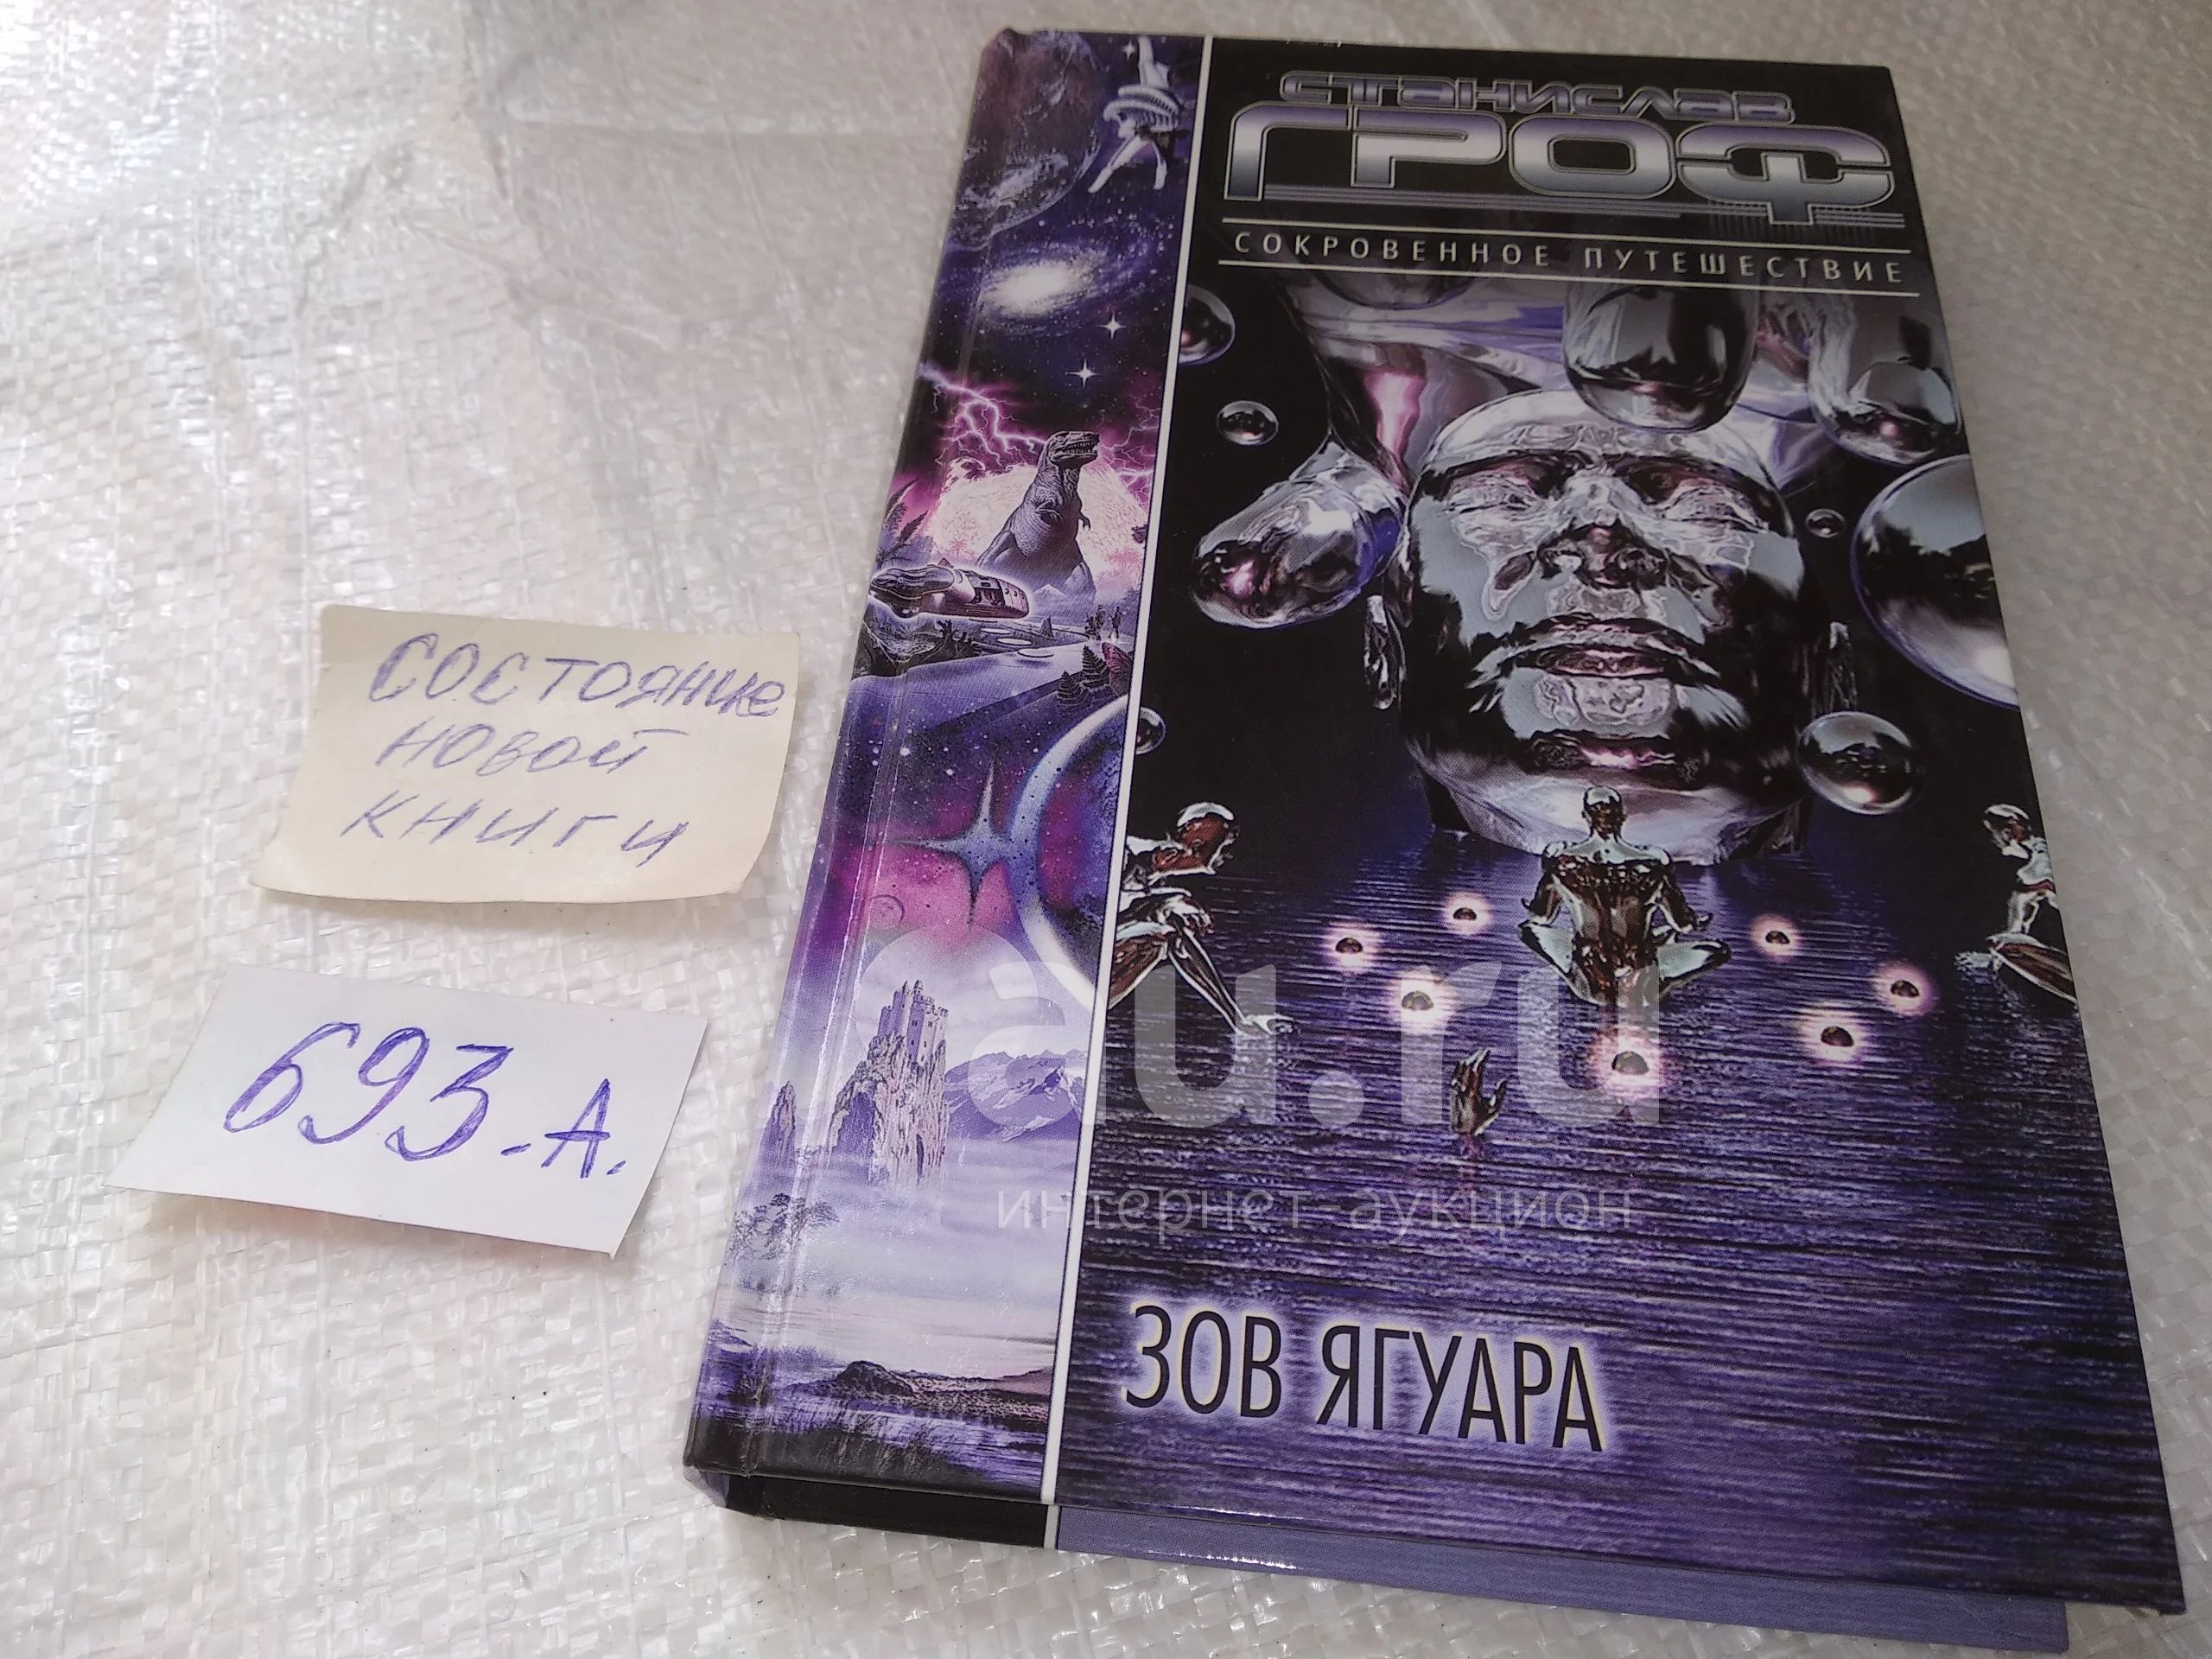 СТАНИСЛАВ
ГРОФ
СОКРОВЕННОЕ ПУТЕШЕСТВИЕ
состояние
новой
книги
693-А.
au.ru
интернет-аукцион
ЗОВ ЯГУАРА